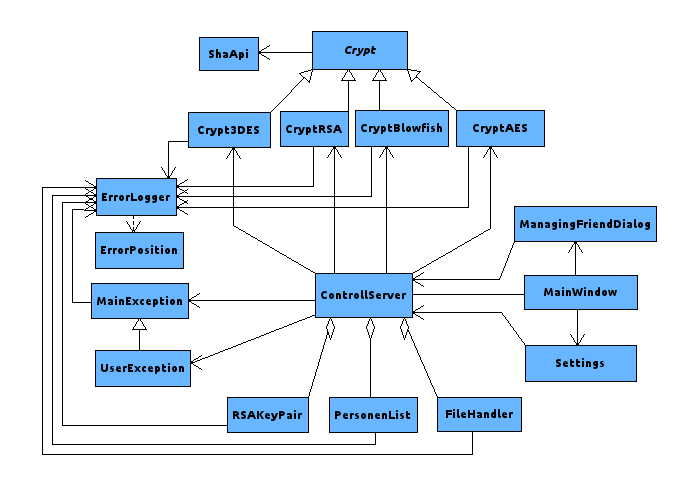 Crypt
ShaApi
Crypt3DES
CryptRSA
CryptBlowfish
CryptAES
ErrorLogger
ManagingFriendDialog
ErrorPosition
MainException
ControllServer
MainWindow
UserException
Settings
RSAKeyPair
PersonenList
FileHandler